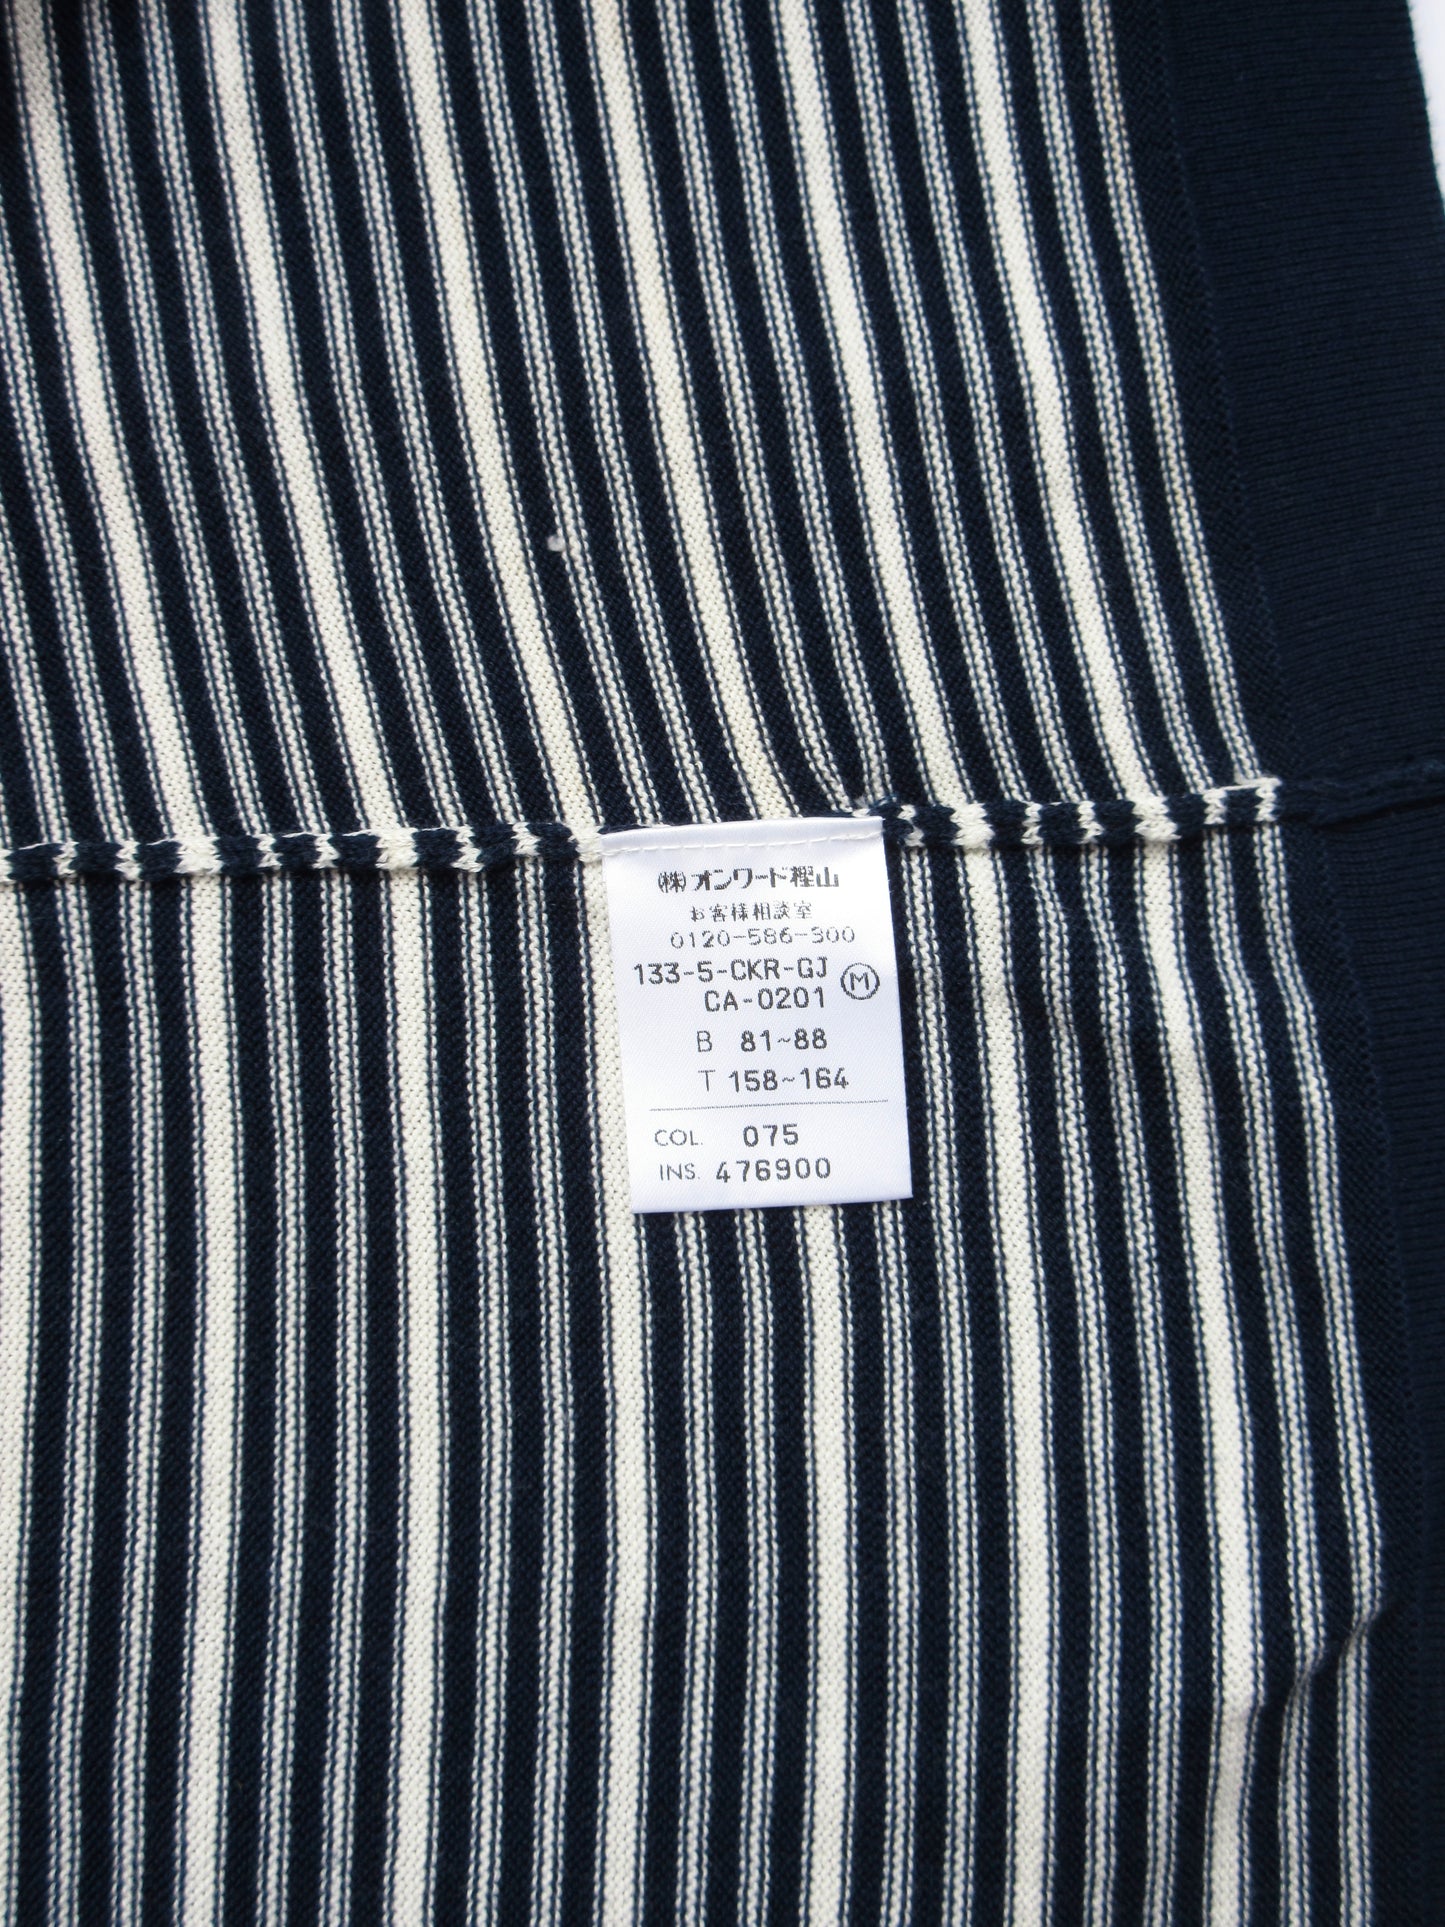 (株)オンワード樫山
お客様相談室
0120-586-300
133-5-CKR-GJ
CA-0201
M
B 81~88
T 158~164
COL. 075
INS. 476900